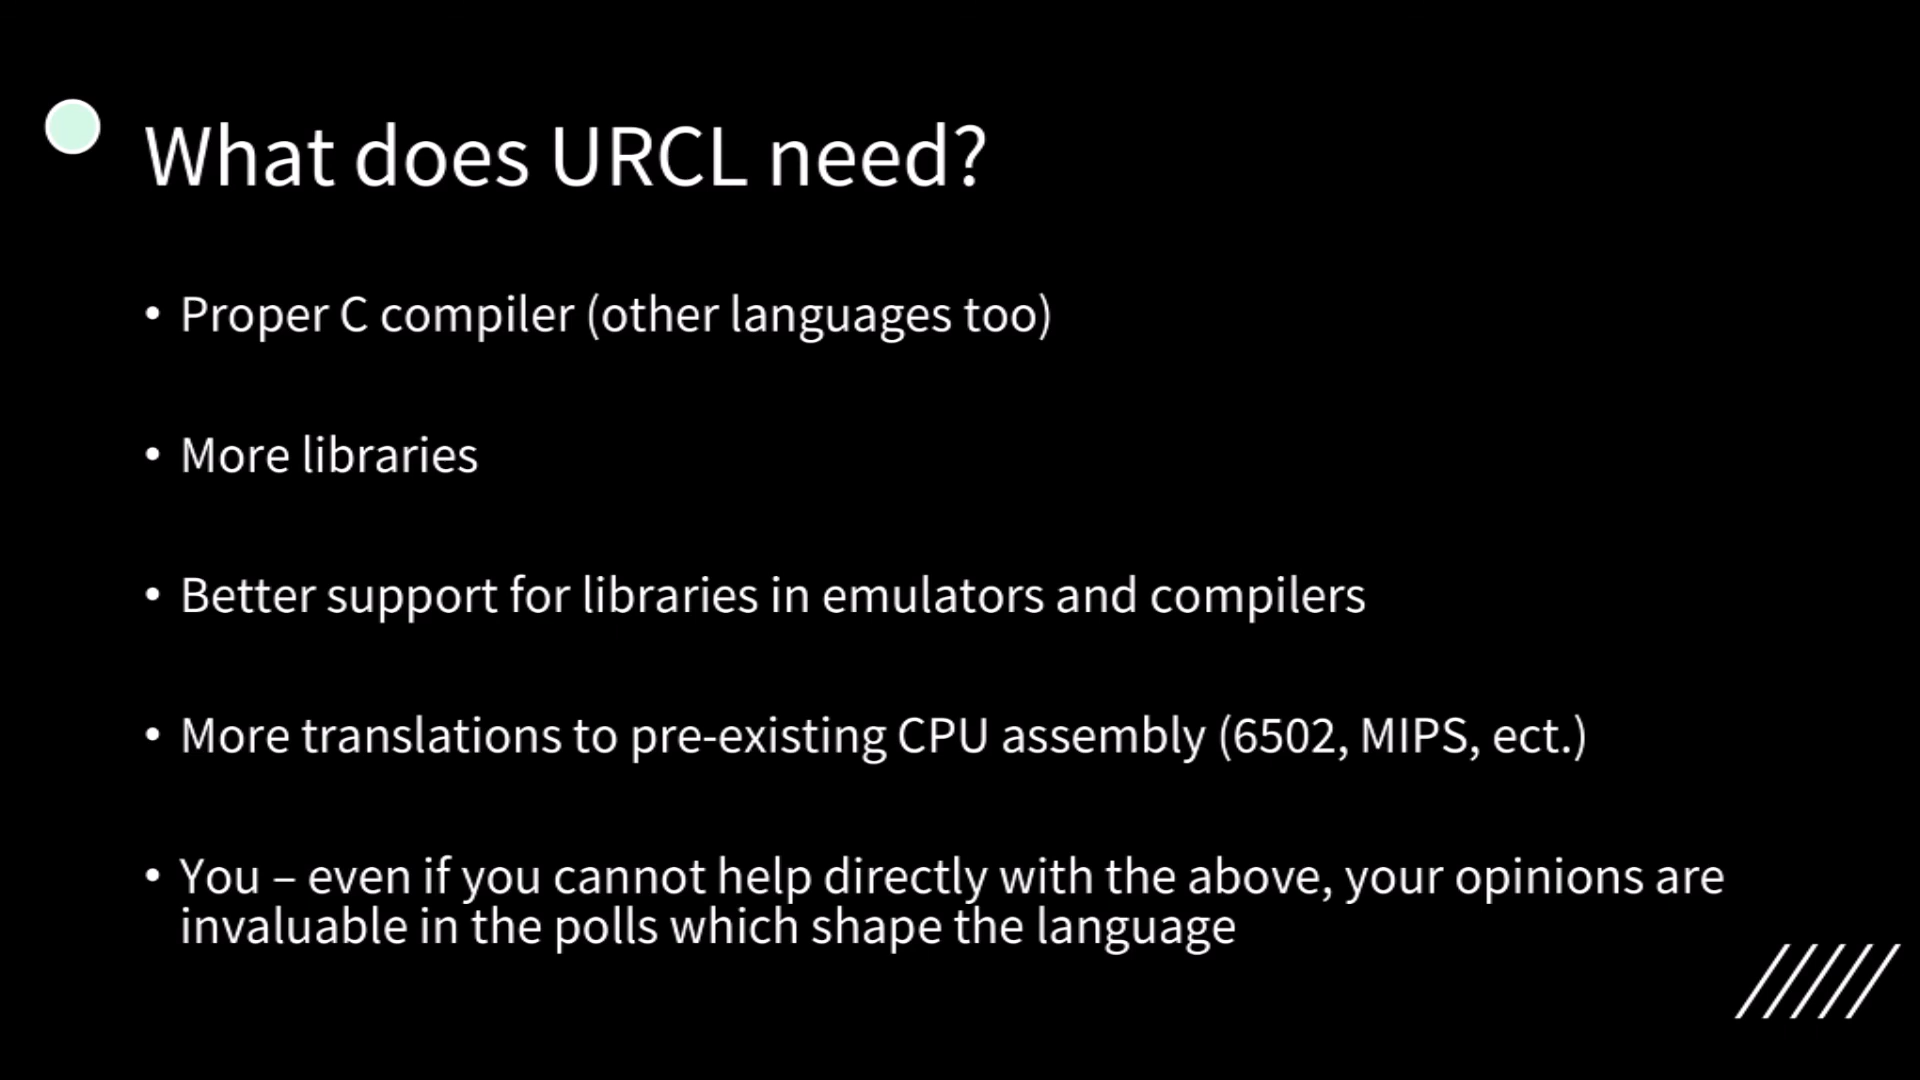 What does URCL need?
• Proper C compiler (other languages too)
• More libraries
• Better support for libraries in emulators and compilers
• More translations to pre-existing CPU assembly (6502, MIPS, ect.)
• You – even if you cannot help directly with the above, your opinions are
invaluable in the polls which shape the language